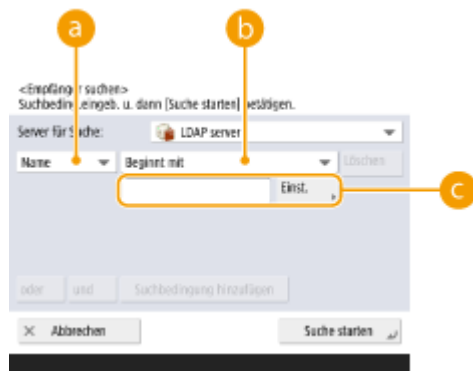 a
b
<Empfänger suchen>
Suchbeding. eingeb. u. dann [Suche starten] betätigen.
Server für Suche:
LDAP server
Name
Beginnt mit
Löschen
Einst.
c
oder
und
Suchbedingung hinzufügen
× Abbrechen
Suche starten